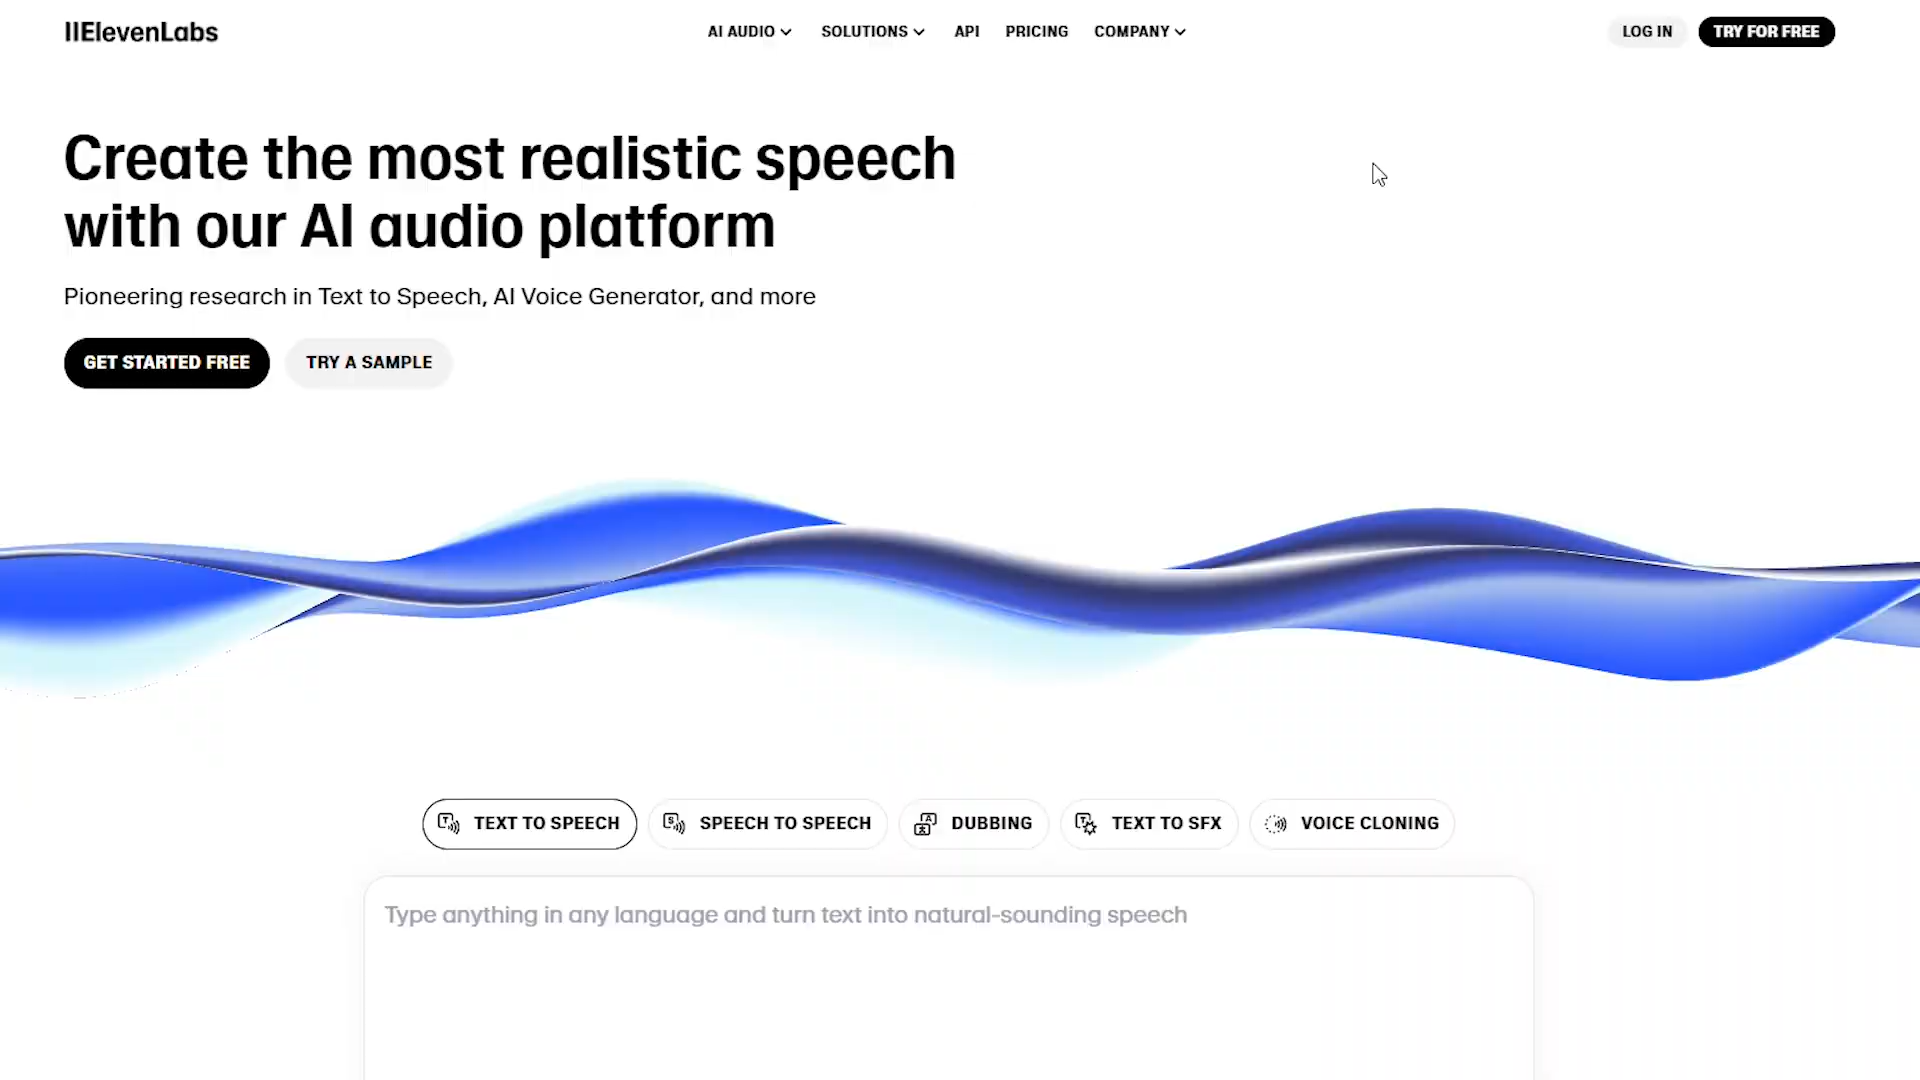 IIElevenLabs
AI AUDIO
SOLUTIONS
API
PRICING
COMPANY
LOG IN
TRY FOR FREE
Create the most realistic speech
with our AI audio platform
Pioneering research in Text to Speech, AI Voice Generator, and more
GET STARTED FREE
TRY A SAMPLE
TEXT TO SPEECH
SPEECH TO SPEECH
DUBBING
TEXT TO SFX
VOICE CLONING
Type anything in any language and turn text into natural-sounding speech